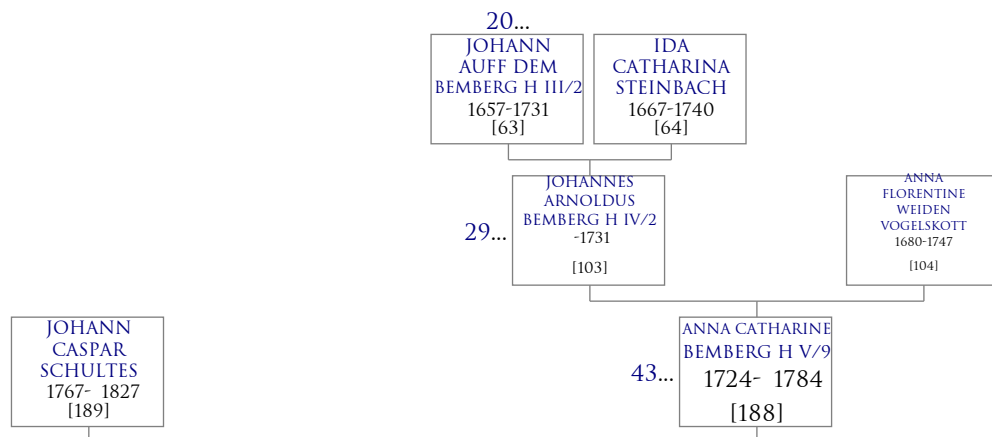 20...
JOHANN
AUFF DEM
BEMBERG H III/2
1657-1731
[63]
IDA
CATHARINA
STEINBACH
1667-1740
[64]
29...
JOHANNES
ARNOLDUS
BEMBERG H IV/2
-1731
[103]
ANNA
FLORENTINE
WEIDEN
VOGELSKOTT
1680-1747
[104]
JOHANN
CASPAR
SCHULTES
1767- 1827
[189]
43...
ANNA CATHARINE
BEMBERG H V/9
1724- 1784
[188]